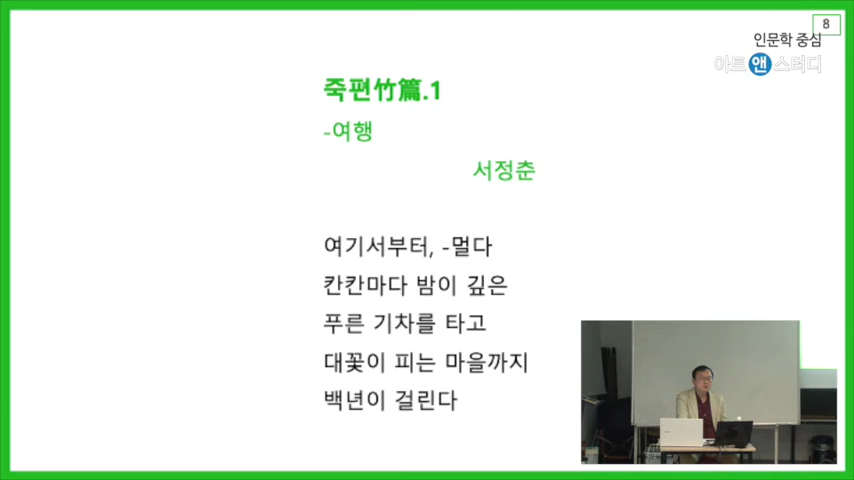 8
인문학 중심
아트앤스터디
죽편竹篇.1
-여행
서정춘
여기서부터, -멀다
칸칸마다 밤이 깊은
푸른 기차를 타고
대꽃이 피는 마을까지
백년이 걸린다